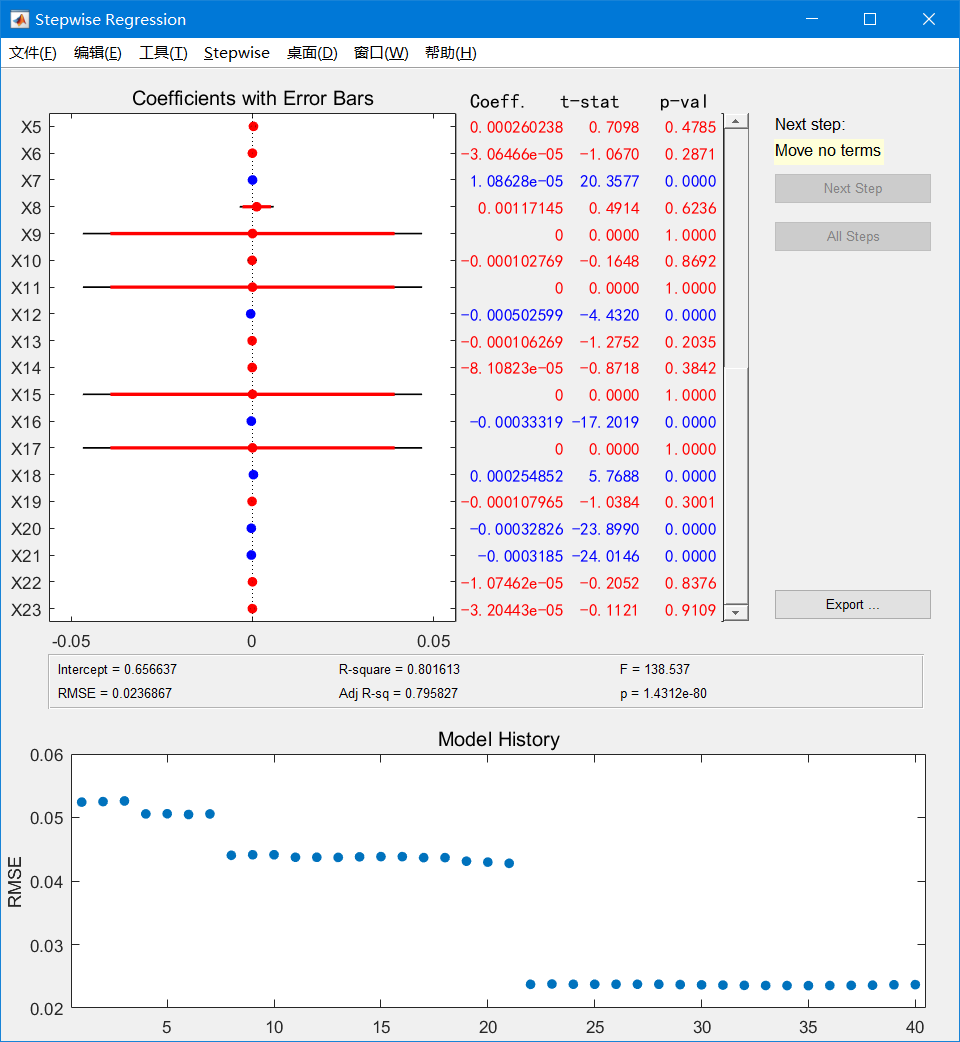 Stepwise Regression
文件(F) 编辑(E) 工具(T) Stepwise 桌面(D) 窗口(W) 帮助(H)
Coefficients with Error Bars Coeff. t-stat p-val
X5 0.000260238 0.7098 0.4785
X6 -3.06466e-05 -1.0670 0.2871
X7 1.08628e-05 20.3577 0.0000
X8 0.00117145 0.4914 0.6236
X9 0 0.0000 1.0000
X10 -0.000102769 -0.1648 0.8692
X11 0 0.0000 1.0000
X12 -0.000502599 -4.4320 0.0000
X13 -0.000106269 -1.2752 0.2035
X14 -8.10823e-05 -0.8718 0.3842
X15 0 0.0000 1.0000
X16 -0.00033319 -17.2019 0.0000
X17 0 0.0000 1.0000
X18 0.000254852 5.7688 0.0000
X19 -0.000107965 -1.0384 0.3001
X20 -0.00032826 -23.8990 0.0000
X21 -0.0003185 -24.0146 0.0000
X22 -1.07462e-05 -0.2052 0.8376
X23 -3.20443e-05 -0.1121 0.9109
-0.05 0 0.05
Next step:
Move no terms
Next Step
All Steps
Export ...
Intercept = 0.656637 R-square = 0.801613 F = 138.537
RMSE = 0.0236867 Adj R-sq = 0.795827 p = 1.4312e-80
Model History
RMSE
0.06
0.05
0.04
0.03
0.02
5 10 15 20 25 30 35 40